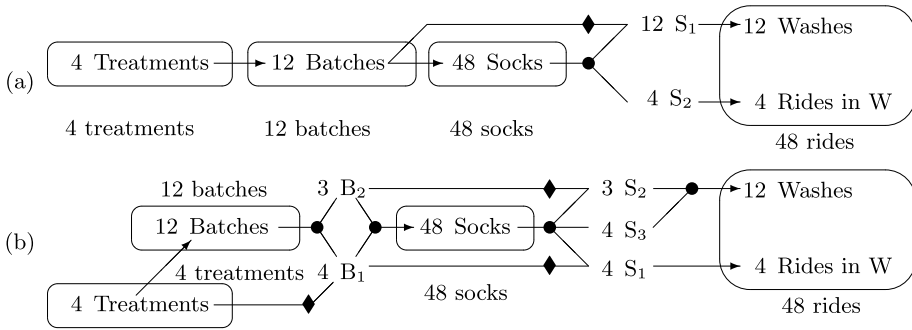 12 S1 12 Washes
(a) 4 Treatments 12 Batches 48 Socks
4 S2 4 Rides in W
4 treatments 12 batches 48 socks
48 rides
12 batches 3 B2 3 S2 12 Washes
(b) 12 Batches 48 Socks 4 S3
4 treatments 4 B1 4 S1 4 Rides in W
4 Treatments 48 socks
48 rides